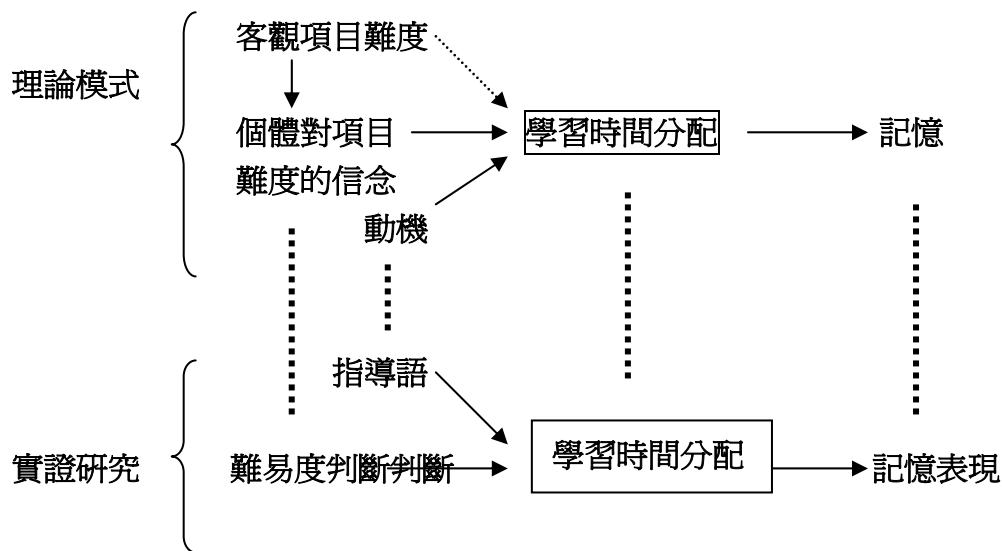 客觀項目難度
理論模式
個體對項目
難度的信念
動機
學習時間分配
記憶
指導語
實證研究
難易度判斷判斷
學習時間分配
記憶表現